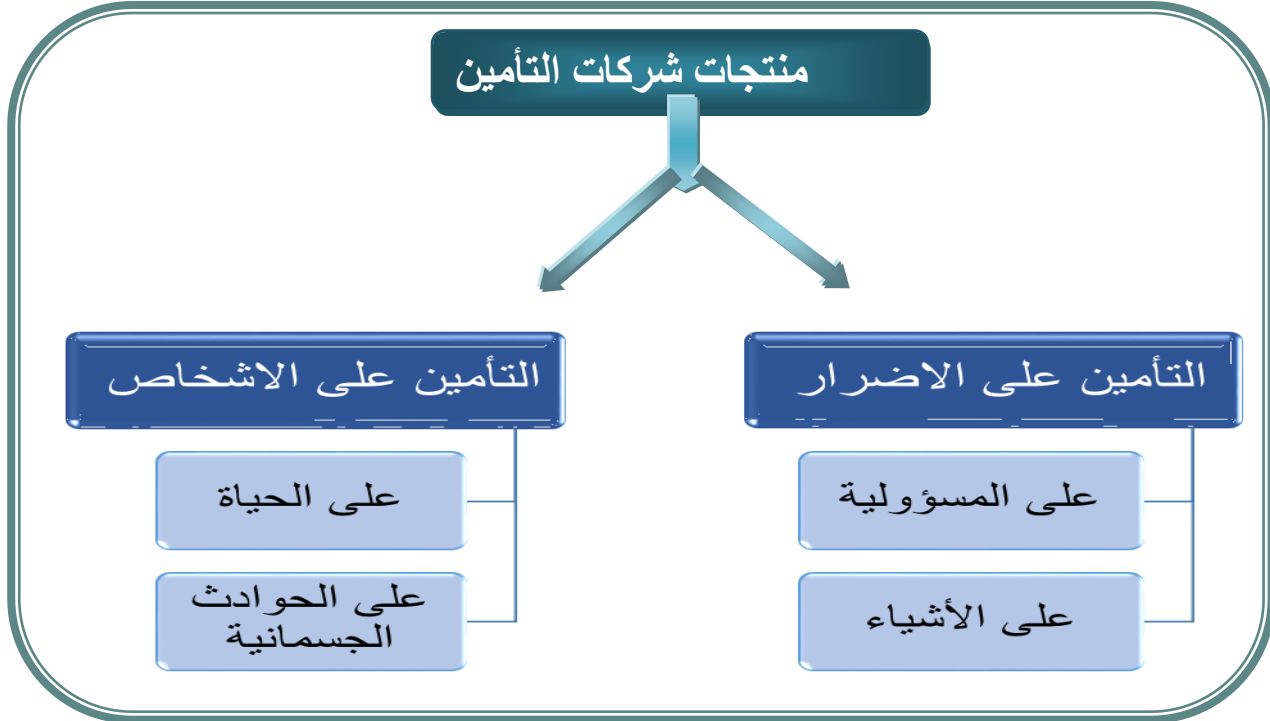 منتجات شركات التأمين
التأمين على الاضرار
على المسؤولية
على الأشياء
التأمين على الاشخاص
على الحياة
على الحوادث
الجسمانية